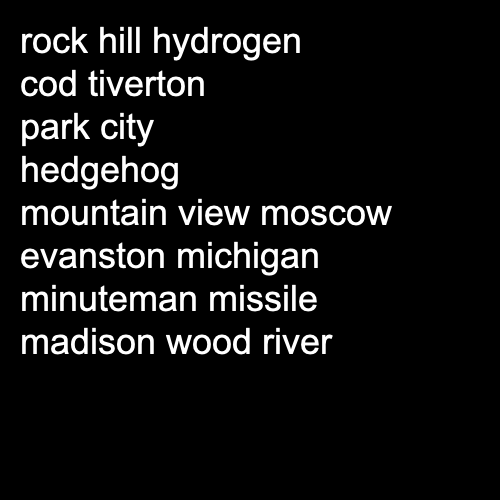 rock hill hydrogen
cod tiverton
park city
hedgehog
mountain view moscow
evanston michigan
minuteman missile
madison wood river